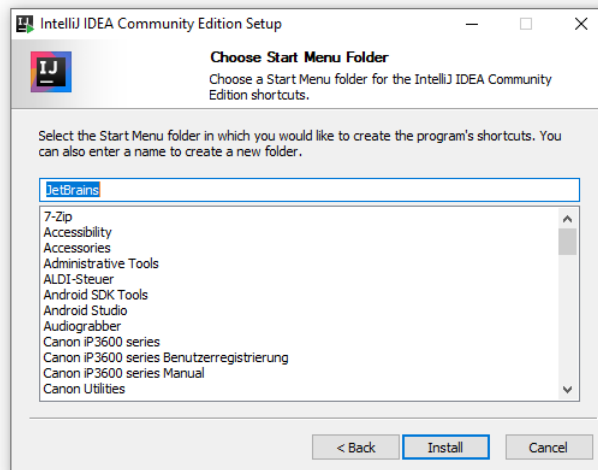 IntelliJ IDEA Community Edition Setup
IJ
Choose Start Menu Folder
Choose a Start Menu folder for the IntelliJ IDEA Community
Edition shortcuts.
Select the Start Menu folder in which you would like to create the program's shortcuts. You
can also enter a name to create a new folder.
JetBrains
7-Zip
Accessibility
Accessories
Administrative Tools
ALDI-Steuer
Android SDK Tools
Android Studio
Audiograbber
Canon iP3600 series
Canon iP3600 series Benutzerregistrierung
Canon iP3600 series Manual
Canon Utilities
< Back Install Cancel